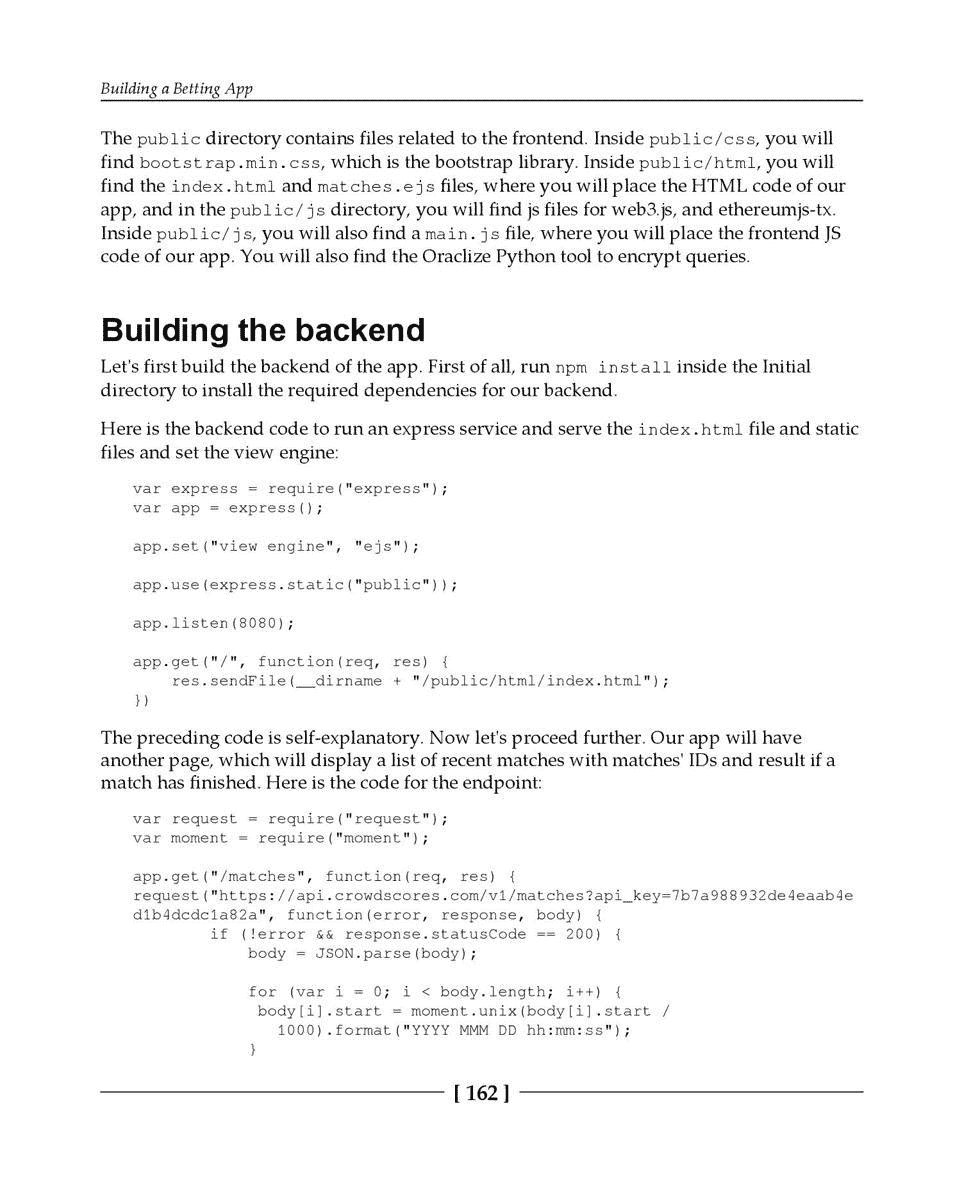 Building a Betting App
The public directory contains files related to the frontend. Inside public/css, you will
find bootstrap.min.css, which is the bootstrap library. Inside public/html, you will
find the index.html and matches.ejs files, where you will place the HTML code of our
app, and in the public/js directory, you will find js files for web3.js, and ethereumjs-tx.
Inside public/js, you will also find a main.js file, where you will place the frontend JS
code of our app. You will also find the Oraclize Python tool to encrypt queries.
Building the backend
Let's first build the backend of the app. First of all, run npm install inside the Initial
directory to install the required dependencies for our backend.
Here is the backend code to run an express service and serve the index.html file and static
files and set the view engine:
var express = require("express");
var app = express();
app.set("view engine", "ejs");
app.use(express.static("public"));
app.listen(8080);
app.get("/", function(req, res) {
    res.sendFile(__dirname + "/public/html/index.html");
})
The preceding code is self-explanatory. Now let's proceed further. Our app will have
another page, which will display a list of recent matches with matches' IDs and result if a
match has finished. Here is the code for the endpoint:
var request = require("request");
var moment = require("moment");
app.get("/matches", function(req, res) {
request("https://api.crowdscores.com/v1/matches?api_key=7b7a988932de4eaab4e
d1b4dcdc1a82a", function(error, response, body) {
        if (!error && response.statusCode == 200) {
            body = JSON.parse(body);
            for (var i = 0; i < body.length; i++) {
             body[i].start = moment.unix(body[i].start /
               1000).format("YYYY MMM DD hh:mm:ss");
            }
[ 162 ]